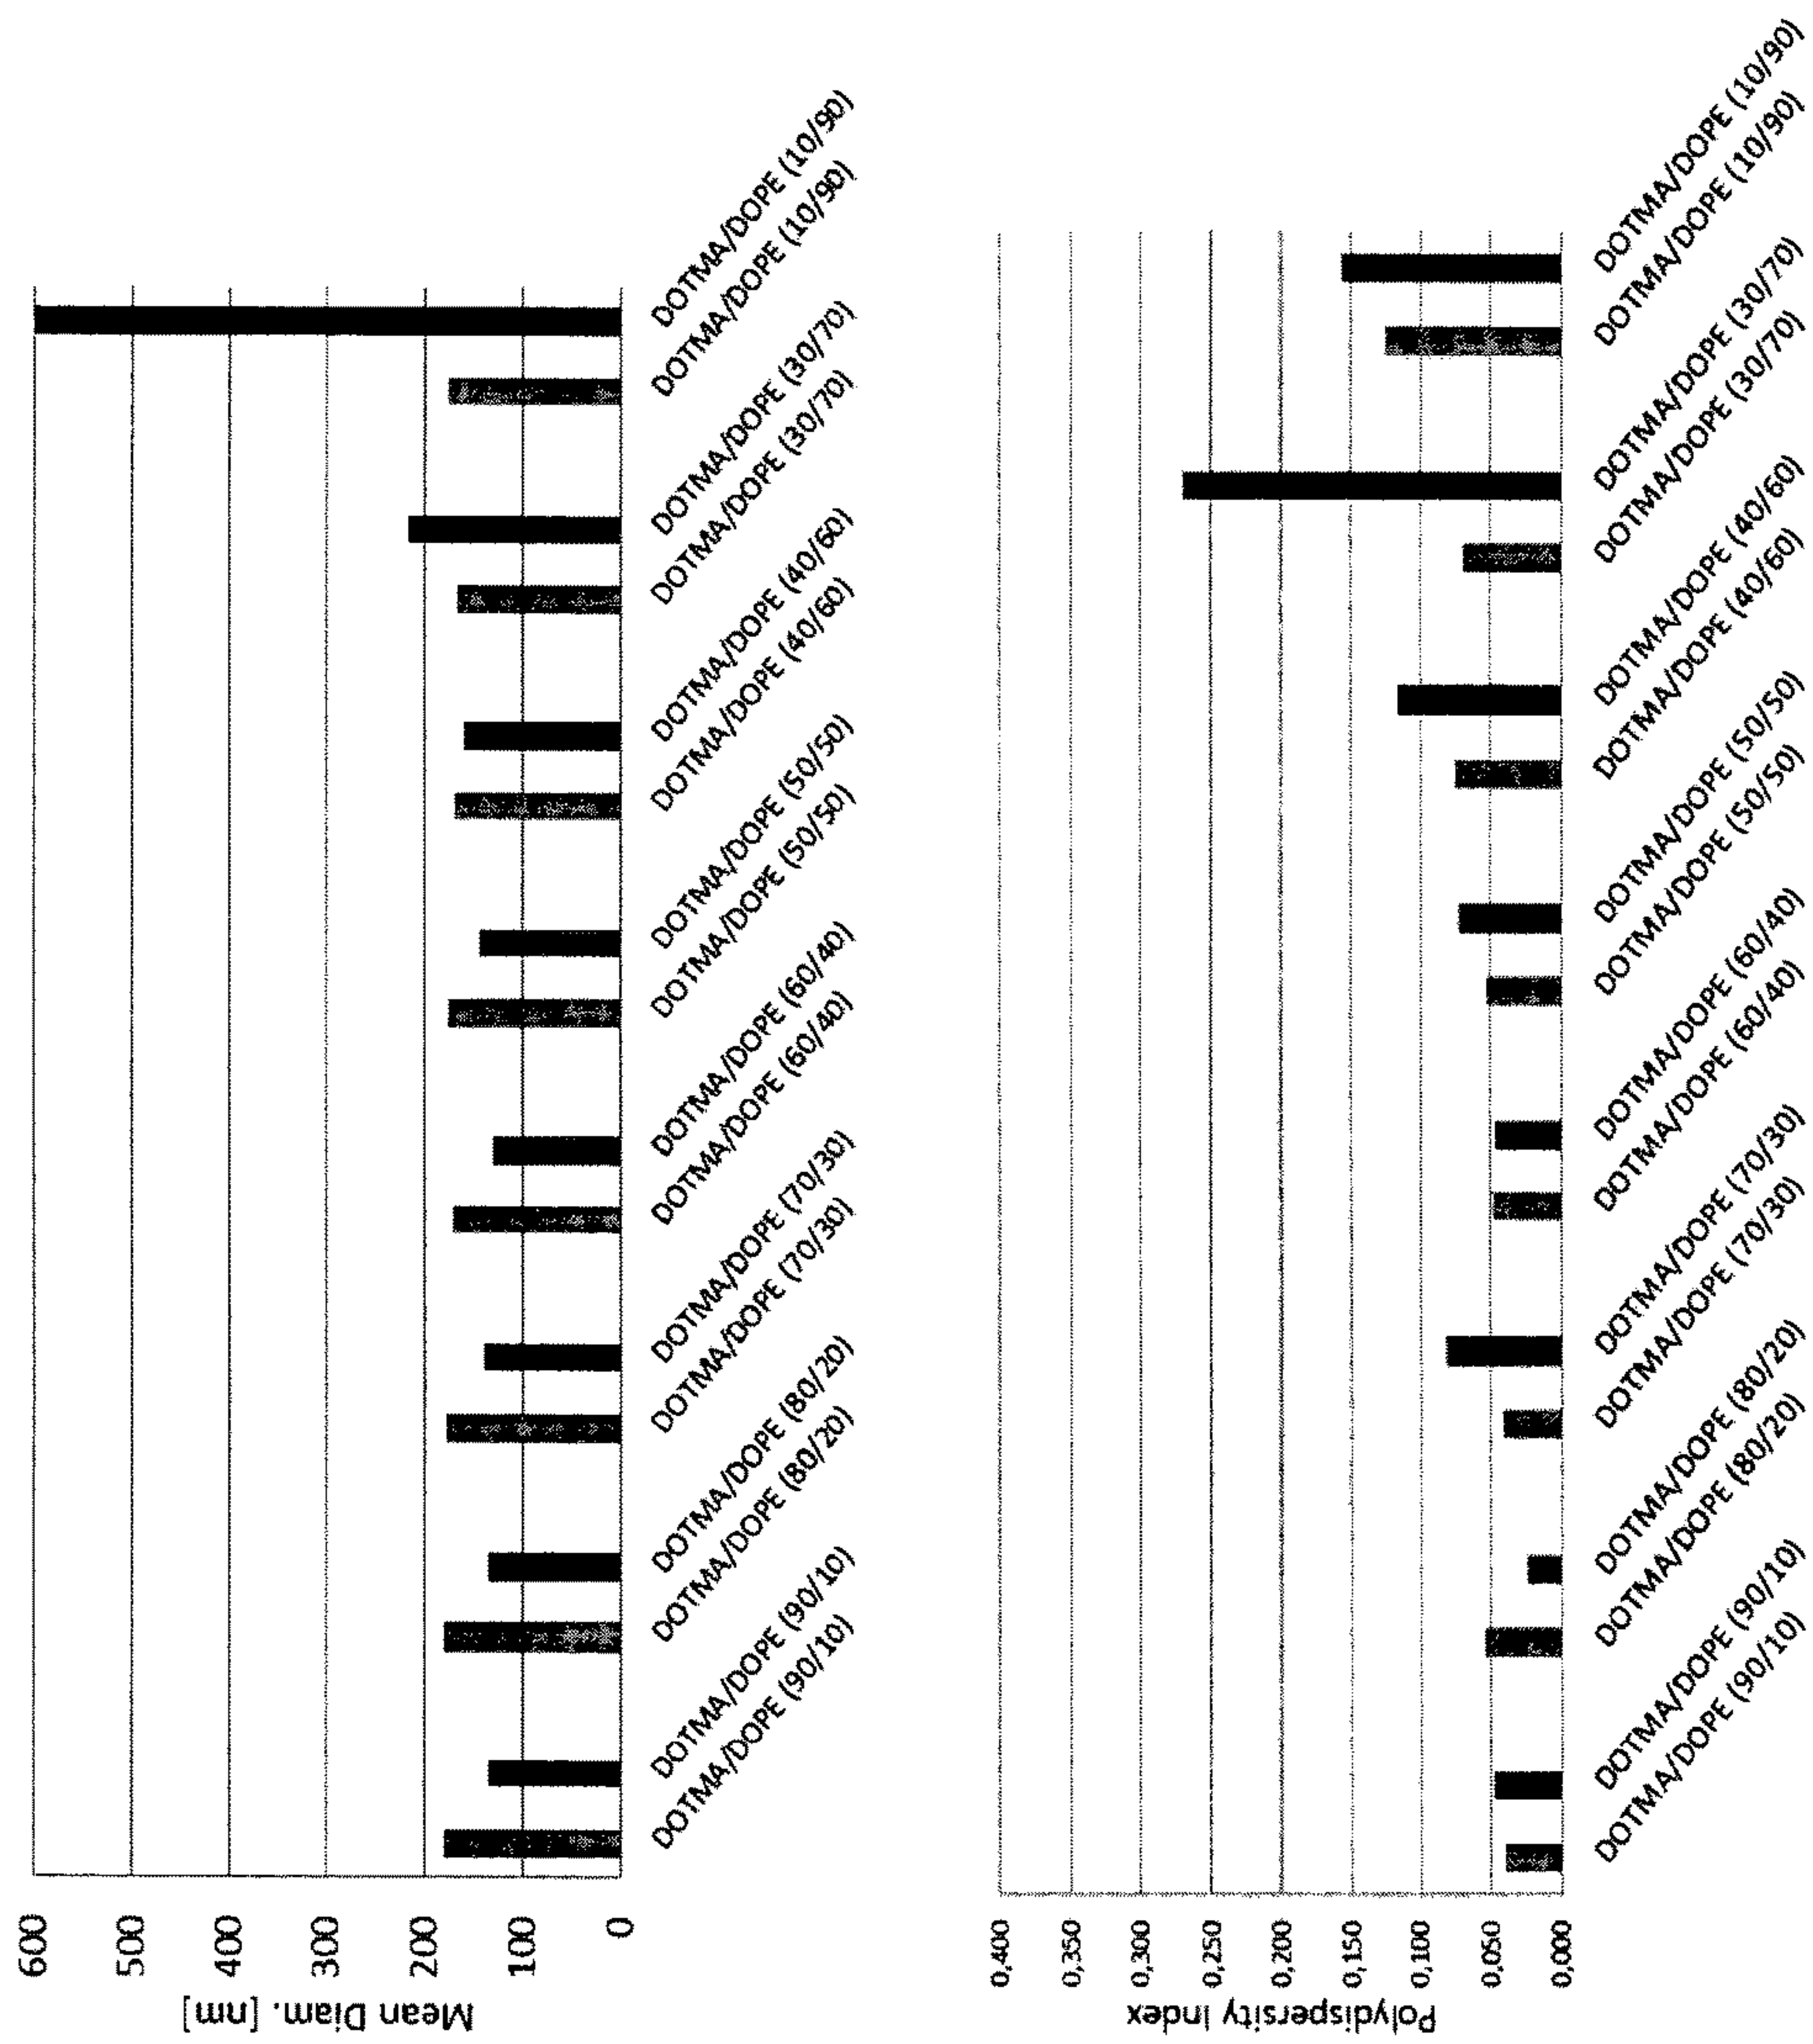 Mean Diam. [nm]
600
500
400
300
200
100
0
DOTMA/DOPE (90/10)
DOTMA/DOPE (90/10)
DOTMA/DOPE (80/20)
DOTMA/DOPE (80/20)
DOTMA/DOPE (70/30)
DOTMA/DOPE (70/30)
DOTMA/DOPE (60/40)
DOTMA/DOPE (60/40)
DOTMA/DOPE (50/50)
DOTMA/DOPE (50/50)
DOTMA/DOPE (40/60)
DOTMA/DOPE (40/60)
DOTMA/DOPE (30/70)
DOTMA/DOPE (30/70)
DOTMA/DOPE (10/90)
DOTMA/DOPE (10/90)
Polydispersity Index
0,400
0,350
0,300
0,250
0,200
0,150
0,100
0,050
0,000
DOTMA/DOPE (90/10)
DOTMA/DOPE (90/10)
DOTMA/DOPE (80/20)
DOTMA/DOPE (80/20)
DOTMA/DOPE (70/30)
DOTMA/DOPE (70/30)
DOTMA/DOPE (60/40)
DOTMA/DOPE (60/40)
DOTMA/DOPE (50/50)
DOTMA/DOPE (50/50)
DOTMA/DOPE (40/60)
DOTMA/DOPE (40/60)
DOTMA/DOPE (30/70)
DOTMA/DOPE (30/70)
DOTMA/DOPE (10/90)
DOTMA/DOPE (10/90)